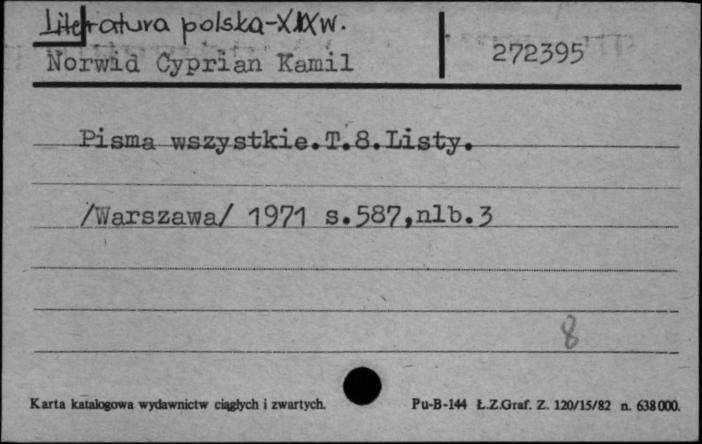 Literatura polska-XIXw.
Norwid Cyprian Kamil 272395
Pisma wszystkie.T.8.Listy.
/Warszawa/ 1971 s.587,nlb.3
8
Karta katalogowa wydawnictw ciągłych i zwartych. Pu-B-144 Ł.Z.Graf. Z. 120/15/82 n. 638000.